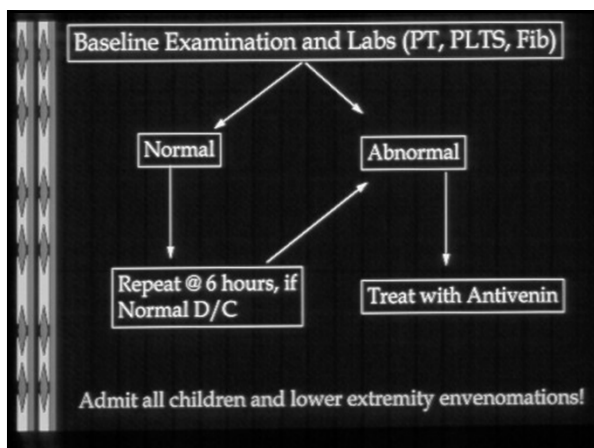 Baseline Examination and Labs (PT, PLTS, Fib)
Normal
Abnormal
Repeat @ 6 hours, if
Normal D/C
Treat with Antivenin
Admit all children and lower extremity envenomations!